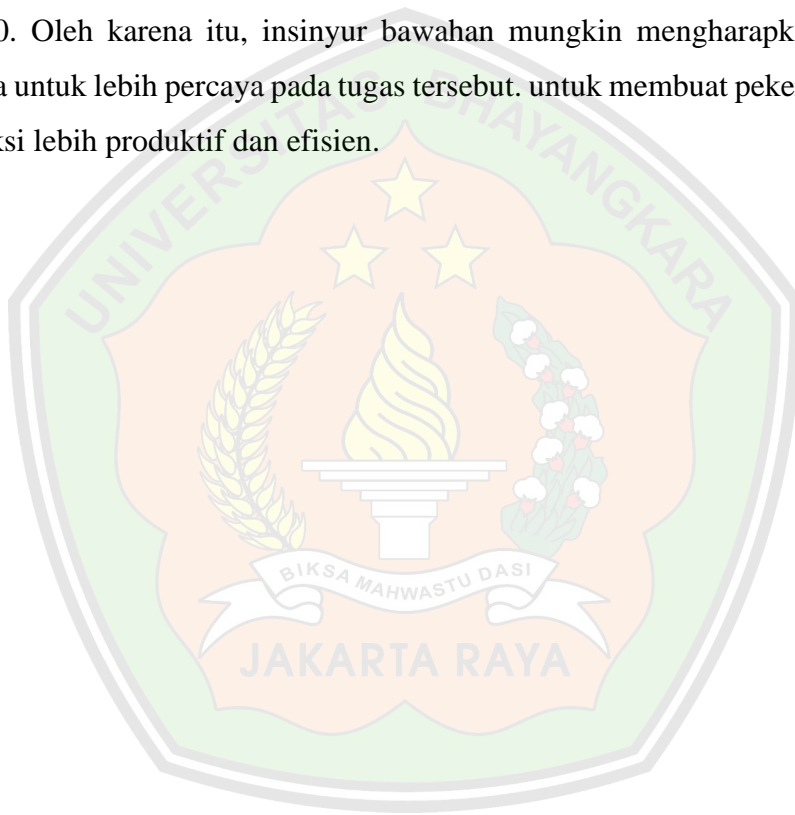 0. Oleh karena itu, insinyur bawahan mungkin mengharapk
a untuk lebih percaya pada tugas tersebut. untuk membuat peke
ksi lebih produktif dan efisien.
UNIVERSITAS BHAYANGKARA
BIKSA MAHWASTU DASI
JAKARTA RAYA